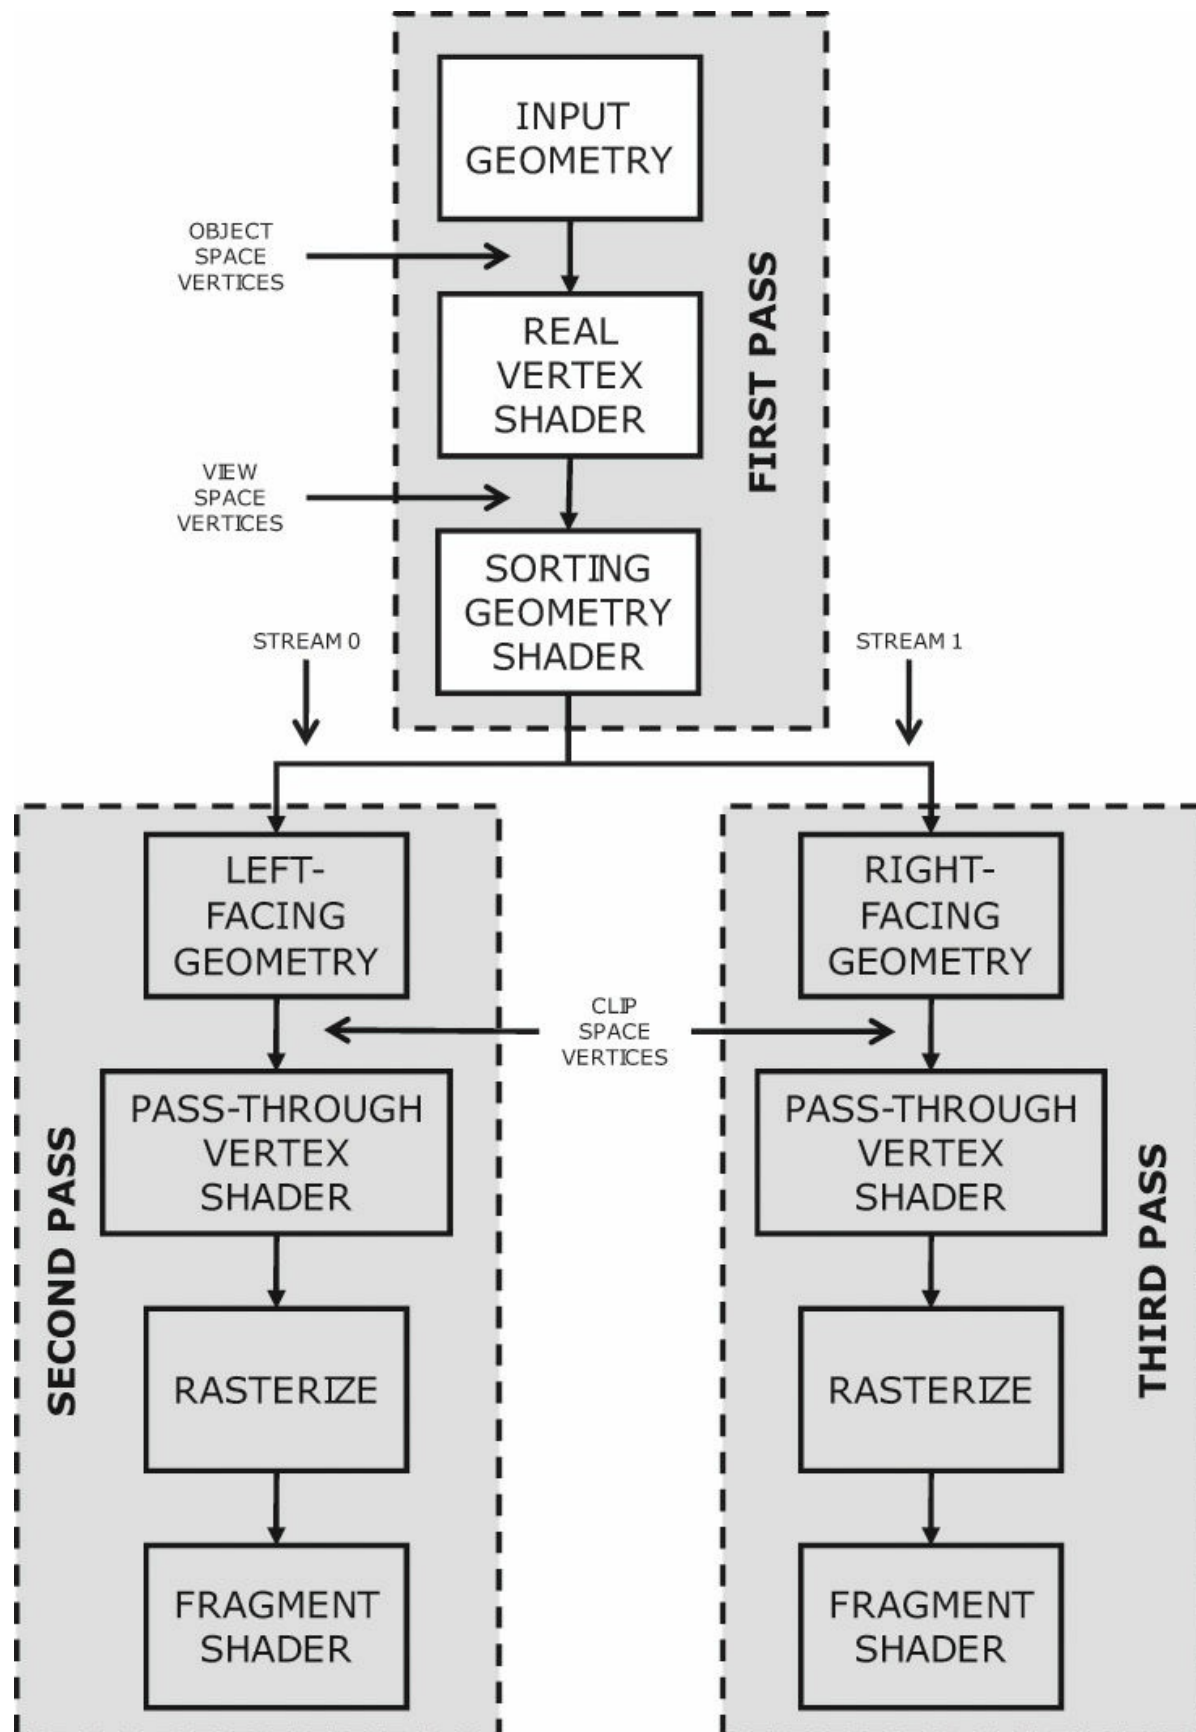 INPUT
GEOMETRY
OBJECT
SPACE
VERTICES
FIRST PASS
REAL
VERTEX
SHADER
VIEW
SPACE
VERTICES
SORTING
GEOMETRY
SHADER
STREAM 0
STREAM 1
LEFT-
FACING
GEOMETRY
RIGHT-
FACING
GEOMETRY
CLIP
SPACE
VERTICES
SECOND PASS
PASS-THROUGH
VERTEX
SHADER
PASS-THROUGH
VERTEX
SHADER
THIRD PASS
RASTERIZE
RASTERIZE
FRAGMENT
SHADER
FRAGMENT
SHADER